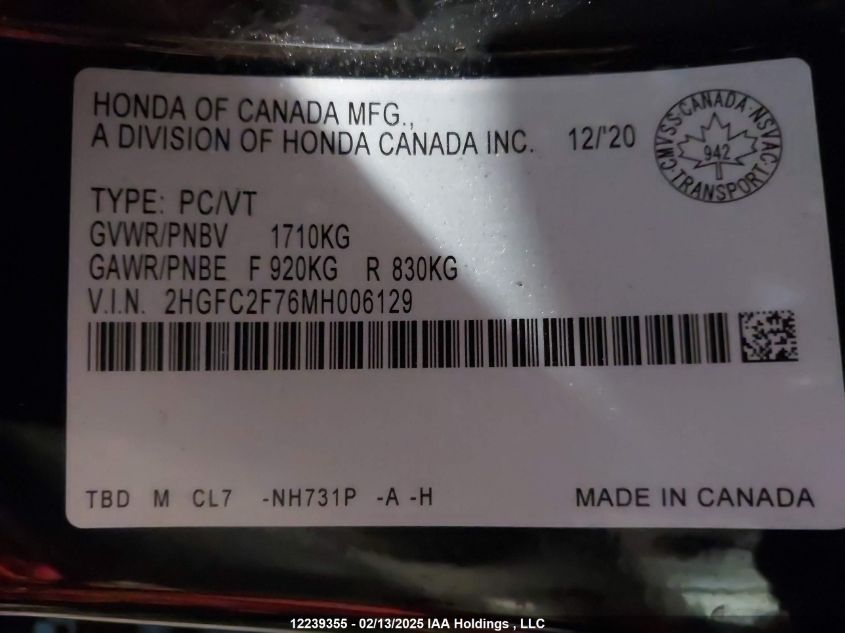 HONDA OF CANADA MFG.,
A DIVISION OF HONDA CANADA INC. 12/'20
CMVSS·CANADA·NSVAC
942
TRANSPORT
TYPE: PC/VT
GVWR/PNBV 1710KG
GAWR/PNBE F 920KG R 830KG
V.I.N. 2HGFC2F76MH006129
TBD M CL7 -NH731P -A -H MADE IN CANADA
12239355 - 02/13/2025 IAA Holdings , LLC